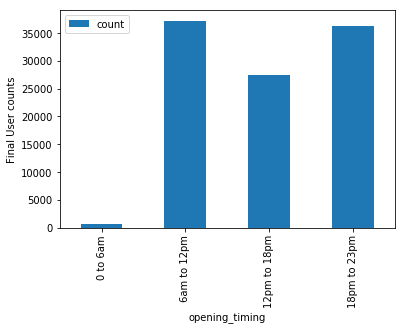 count
Final User counts
35000
30000
25000
20000
15000
10000
5000
0
0 to 6am
6am to 12pm
12pm to 18pm
18pm to 23pm
opening_timing